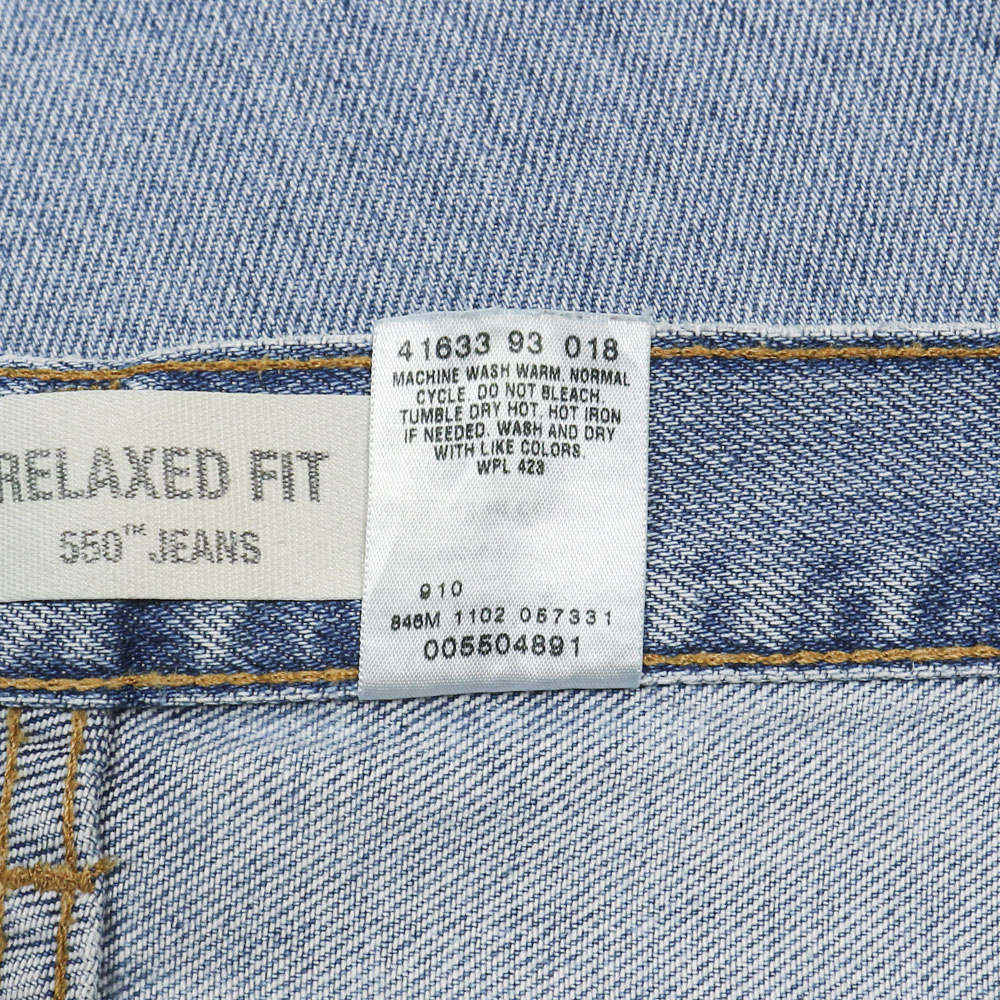 RELAXED FIT
550™ JEANS
41633 93 018
MACHINE WASH WARM. NORMAL
CYCLE. DO NOT BLEACH.
TUMBLE DRY HOT. HOT IRON
IF NEEDED. WASH AND DRY
WITH LIKE COLORS.
WPL 423
910
846M 1102 057331
005504891